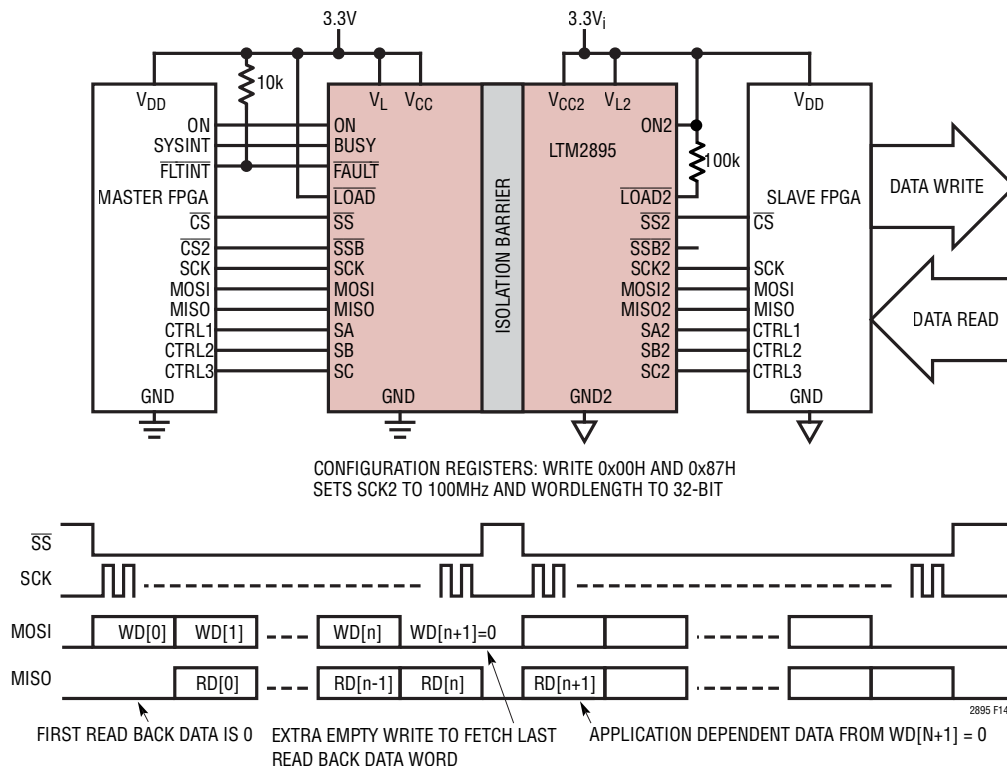 3.3V
3.3Vi
10k
VDD
VL
VCC
VCC2
VL2
VDD
ON
ON
ON2
SYSINT
BUSY
LTM2895
100k
FLTINT
FAULT
MASTER FPGA
LOAD
LOAD2
SLAVE FPGA
DATA WRITE
CS
SS
SS2
CS
CS2
SSB
SSB2
SCK
SCK
SCK2
SCK
MOSI
MOSI
MOSI2
MOSI
MISO
MISO
MISO2
MISO
DATA READ
CTRL1
SA
SA2
CTRL1
CTRL2
SB
SB2
CTRL2
CTRL3
SC
SC2
CTRL3
ISOLATION BARRIER
GND
GND
GND2
GND
CONFIGURATION REGISTERS: WRITE 0x00H AND 0x87H
SETS SCK2 TO 100MHz AND WORDLENGTH TO 32-BIT
SS
SCK
MOSI
WD[0]
WD[1]
WD[n]
WD[n+1]=0
MISO
RD[0]
RD[n-1]
RD[n]
RD[n+1]
2895 F14
FIRST READ BACK DATA IS 0
EXTRA EMPTY WRITE TO FETCH LAST
READ BACK DATA WORD
APPLICATION DEPENDENT DATA FROM WD[N+1] = 0